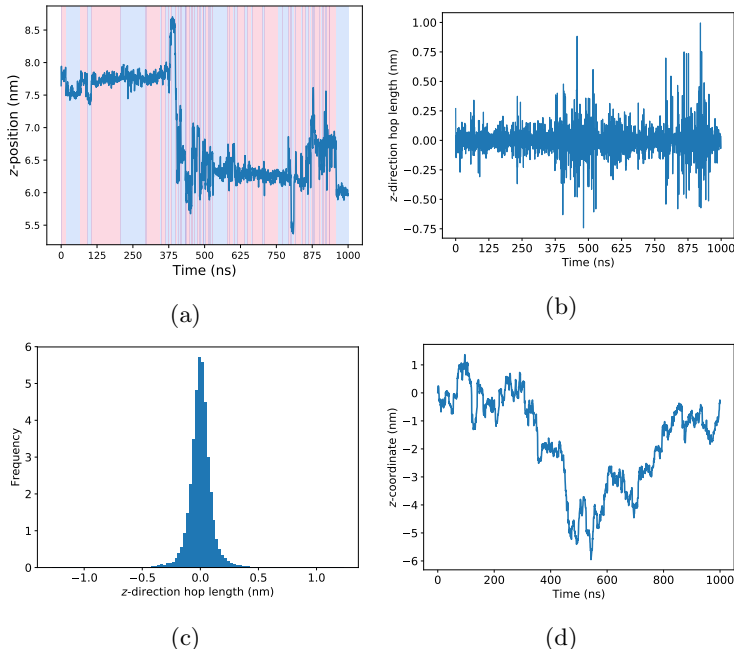 8.5
8.0
7.5
7.0
6.5
6.0
5.5
z-position (nm)
0 125 250 375 500 625 750 875 1000
Time (ns)
(a)
1.00
0.75
0.50
0.25
0.00
−0.25
−0.50
−0.75
z-direction hop length (nm)
0 125 250 375 500 625 750 875 1000
Time (ns)
(b)
6
5
4
3
2
1
0
Frequency
−1.0 −0.5 0.0 0.5 1.0
z-direction hop length (nm)
(c)
1
0
−1
−2
−3
−4
−5
−6
z-coordinate (nm)
0 200 400 600 800 1000
Time (ns)
(d)